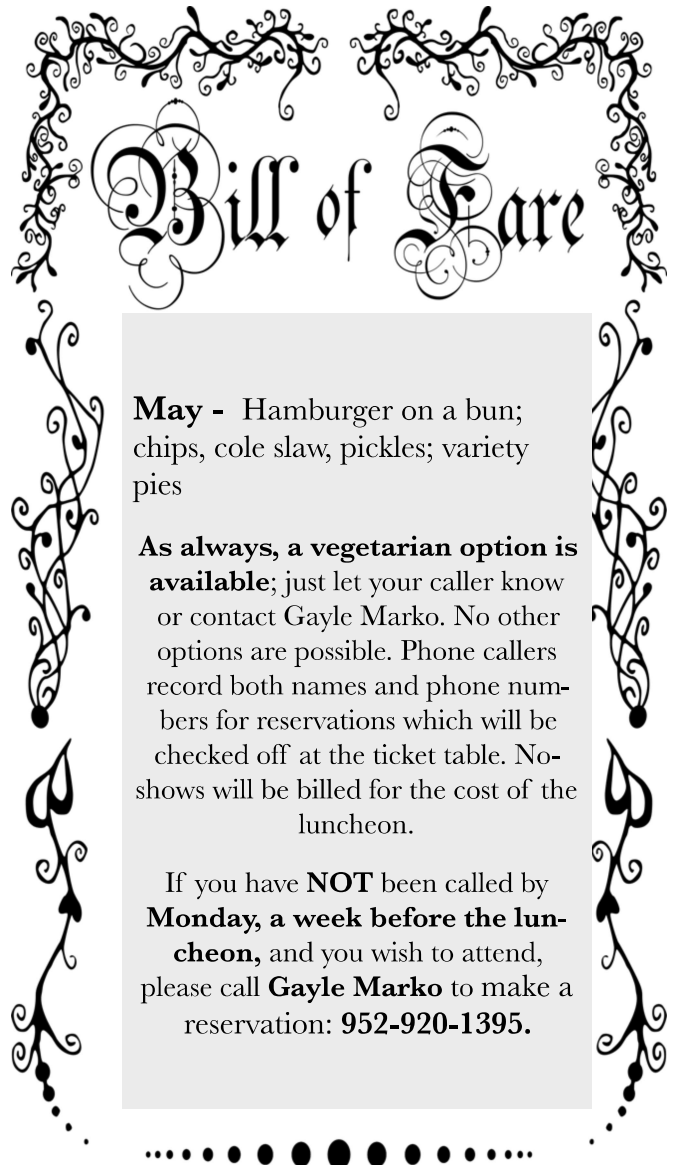 Bill of Fare
May - Hamburger on a bun;
chips, cole slaw, pickles; variety
pies
As always, a vegetarian option is
available; just let your caller know
or contact Gayle Marko. No other
options are possible. Phone callers
record both names and phone num-
bers for reservations which will be
checked off at the ticket table. No-
shows will be billed for the cost of the
luncheon.
If you have NOT been called by
Monday, a week before the lun-
cheon, and you wish to attend,
please call Gayle Marko to make a
reservation: 952-920-1395.